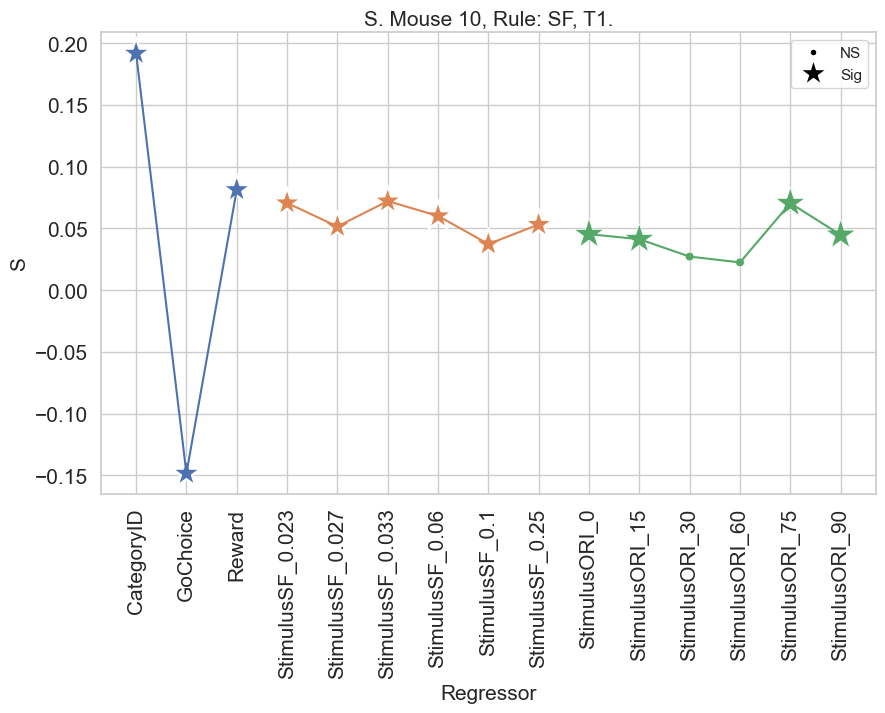 S. Mouse 10, Rule: SF, T1.
NS
Sig
S
0.20
0.15
0.10
0.05
0.00
−0.05
−0.10
−0.15
CategoryID
GoChoice
Reward
StimulusSF_0.023
StimulusSF_0.027
StimulusSF_0.033
StimulusSF_0.06
StimulusSF_0.1
StimulusSF_0.25
StimulusORI_0
StimulusORI_15
StimulusORI_30
StimulusORI_60
StimulusORI_75
StimulusORI_90
Regressor